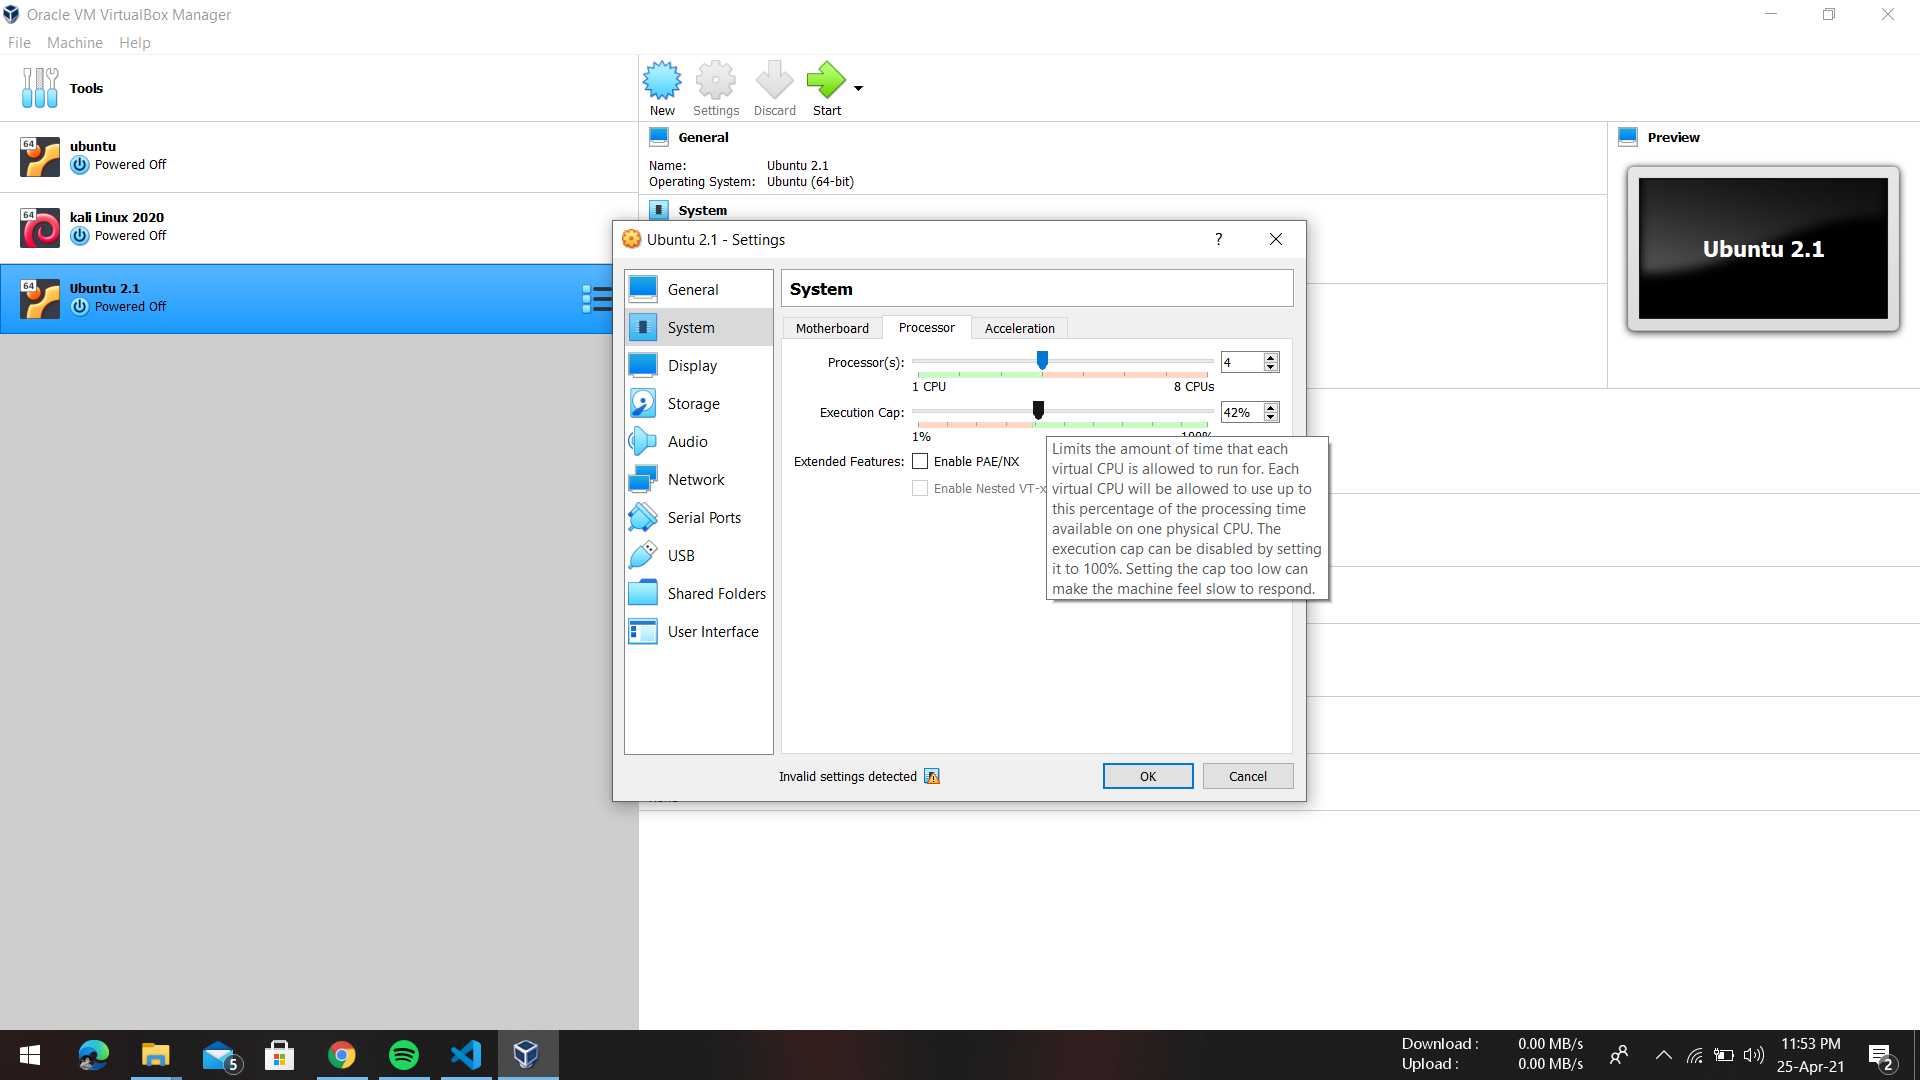 Oracle VM VirtualBox Manager
File Machine Help
Tools
New Settings Discard Start
64 ubuntu
Powered Off
64 kali Linux 2020
Powered Off
64 Ubuntu 2.1
Powered Off
General
Name: Ubuntu 2.1
Operating System: Ubuntu (64-bit)
System
Preview
Ubuntu 2.1
Ubuntu 2.1 - Settings
?
General
System
Display
Storage
Audio
Network
Serial Ports
USB
Shared Folders
User Interface
System
Motherboard Processor Acceleration
Processor(s): 4
1 CPU 8 CPUs
Execution Cap: 42%
1% 100%
Extended Features: Enable PAE/NX
Enable Nested VT-x
Limits the amount of time that each
virtual CPU is allowed to run for. Each
virtual CPU will be allowed to use up to
this percentage of the processing time
available on one physical CPU. The
execution cap can be disabled by setting
it to 100%. Setting the cap too low can
make the machine feel slow to respond.
Invalid settings detected
OK Cancel
5
Download : 0.00 MB/s
Upload : 0.00 MB/s
11:53 PM
25-Apr-21
2